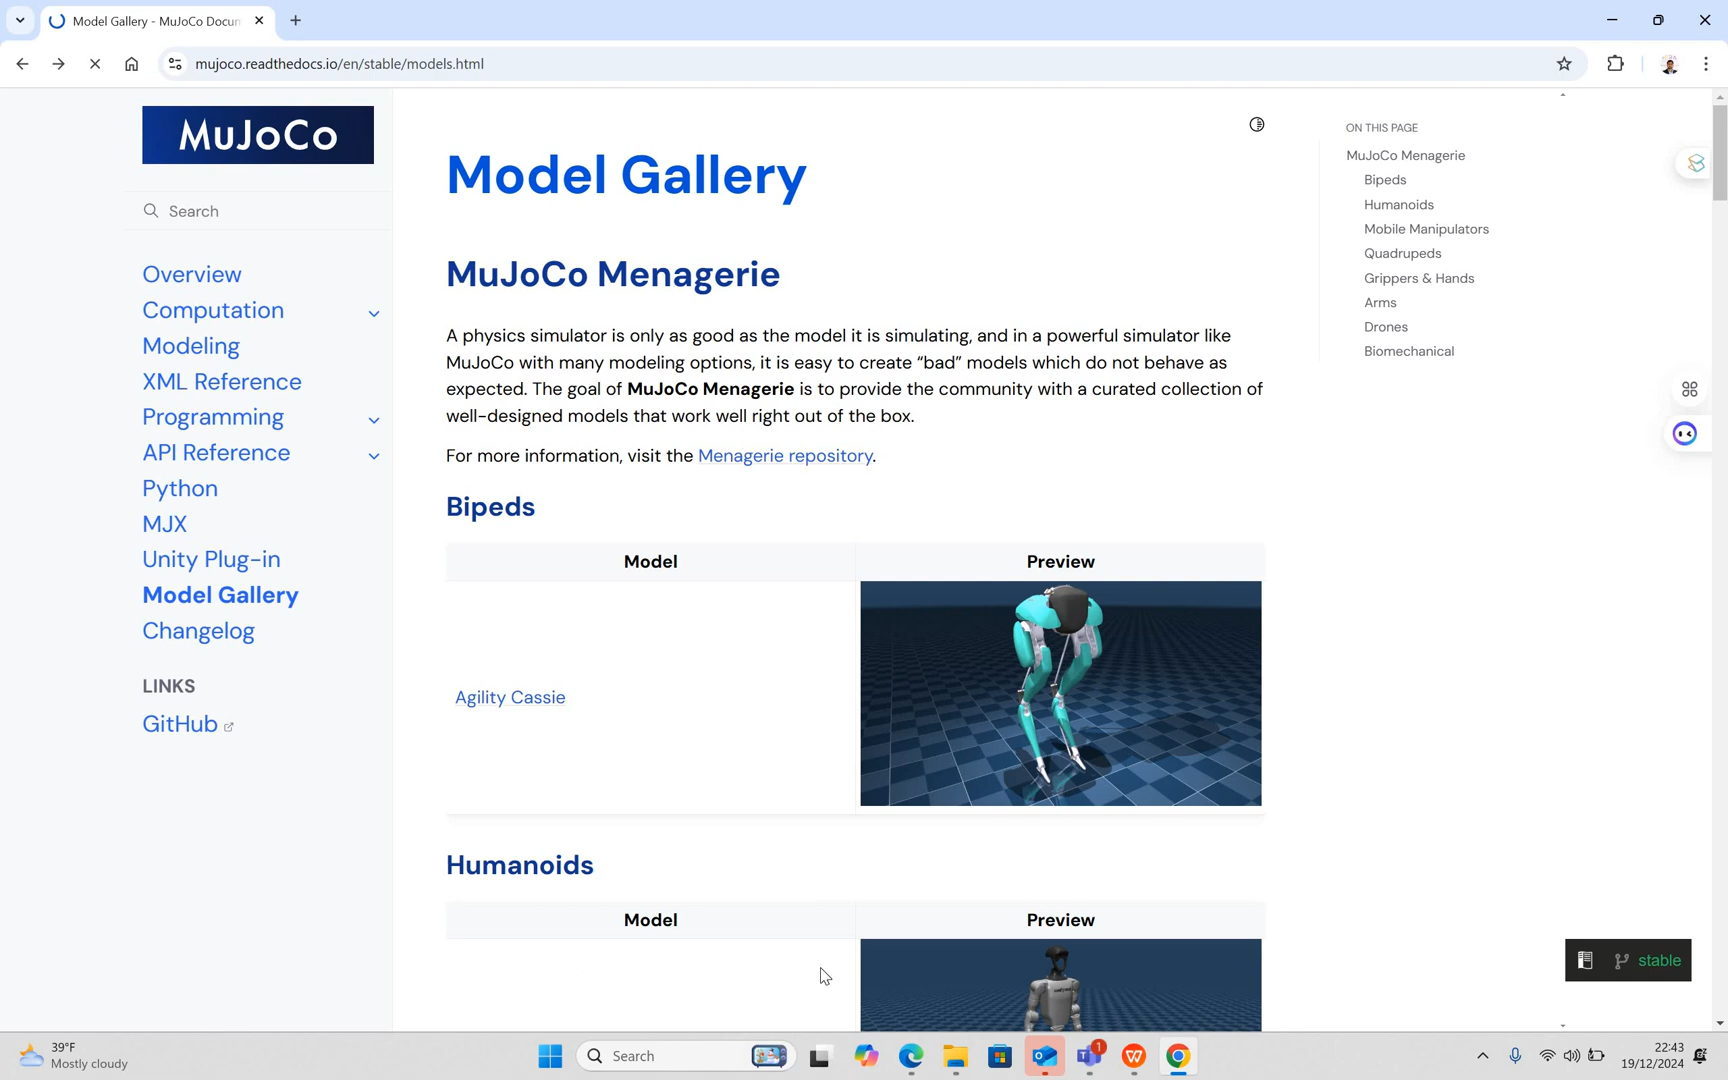 Model Gallery - MuJoCo Docum
mujoco.readthedocs.io/en/stable/models.html
MuJoCo
Search
Overview
Computation
Modeling
XML Reference
Programming
API Reference
Python
MJX
Unity Plug-in
Model Gallery
Changelog
LINKS
GitHub
Model Gallery
MuJoCo Menagerie
A physics simulator is only as good as the model it is simulating, and in a powerful simulator like
MuJoCo with many modeling options, it is easy to create “bad” models which do not behave as
expected. The goal of MuJoCo Menagerie is to provide the community with a curated collection of
well-designed models that work well right out of the box.
For more information, visit the Menagerie repository.
Bipeds
Model Preview
Agility Cassie
Humanoids
Model Preview
ON THIS PAGE
MuJoCo Menagerie
Bipeds
Humanoids
Mobile Manipulators
Quadrupeds
Grippers & Hands
Arms
Drones
Biomechanical
stable
39°F
Mostly cloudy
Search
1
22:43
19/12/2024